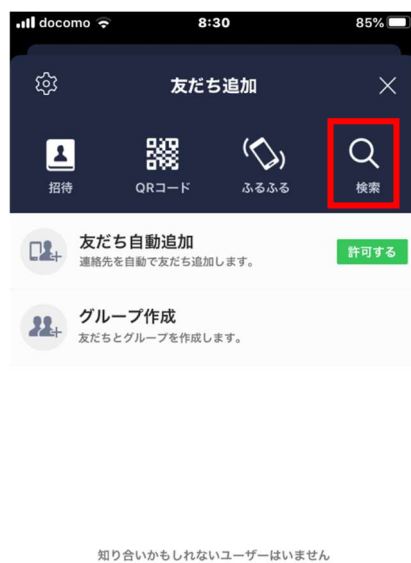 docomo 8:30 85%
友だち追加
招待 QRコード ふるふる 検索
友だち自動追加
連絡先を自動で友だち追加します。
許可する
グループ作成
友だちとグループを作成します。
知り合いかもしれないユーザーはいません